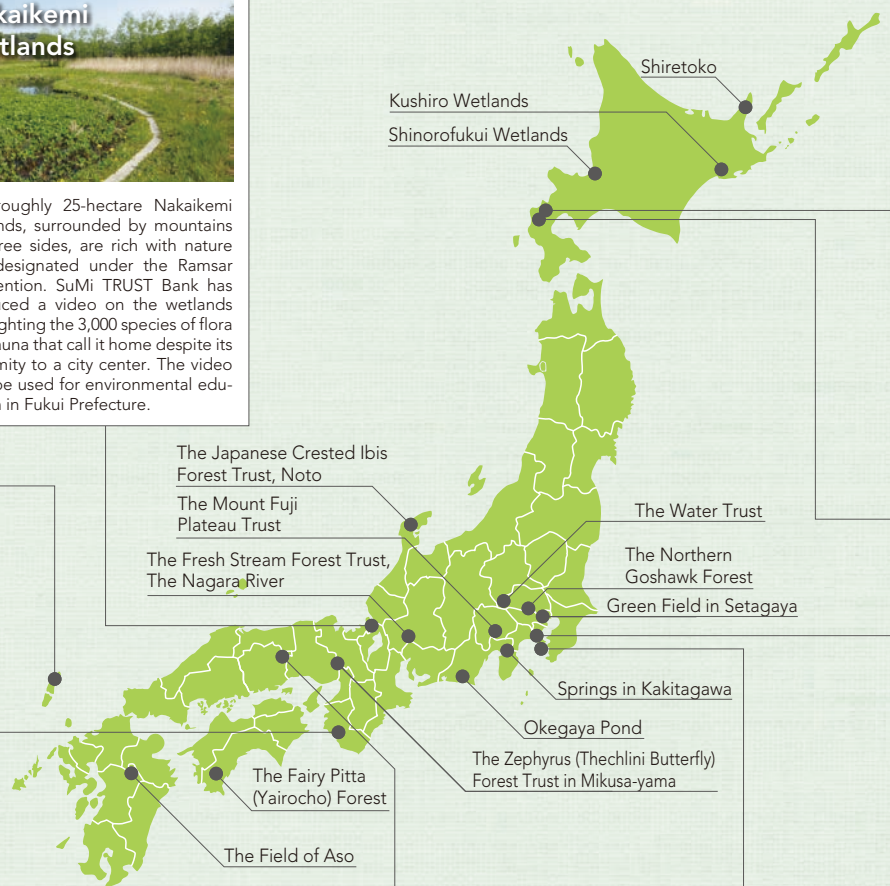 kaikemi
tlands
roughly 25-hectare Nakaikemi
nds, surrounded by mountains
ree sides, are rich with nature
designated under the Ramsar
ention. SuMi TRUST Bank has
uced a video on the wetlands
ghting the 3,000 species of flora
auna that call it home despite its
mity to a city center. The video
be used for environmental edu-
n in Fukui Prefecture.
Shiretoko
Kushiro Wetlands
Shinorofukui Wetlands
The Japanese Crested Ibis
Forest Trust, Noto
The Mount Fuji
Plateau Trust
The Fresh Stream Forest Trust,
The Nagara River
The Water Trust
The Northern
Goshawk Forest
Green Field in Setagaya
Springs in Kakitagawa
Okegaya Pond
The Zephyrus (Thechlini Butterfly)
Forest Trust in Mikusa-yama
The Fairy Pitta
(Yairocho) Forest
The Field of Aso